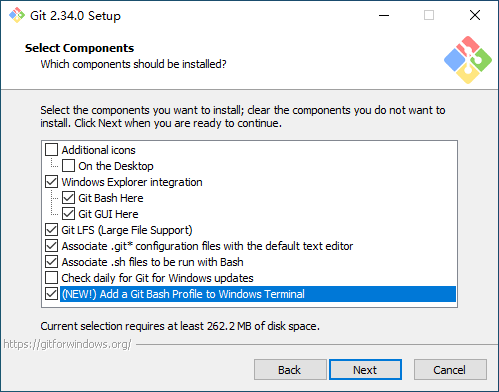 Git 2.34.0 Setup
Select Components
Which components should be installed?
Select the components you want to install; clear the components you do not want to
install. Click Next when you are ready to continue.
Additional icons
On the Desktop
Windows Explorer integration
Git Bash Here
Git GUI Here
Git LFS (Large File Support)
Associate .git* configuration files with the default text editor
Associate .sh files to be run with Bash
Check daily for Git for Windows updates
(NEW!) Add a Git Bash Profile to Windows Terminal
Current selection requires at least 262.2 MB of disk space.
https://gitforwindows.org/
Back
Next
Cancel